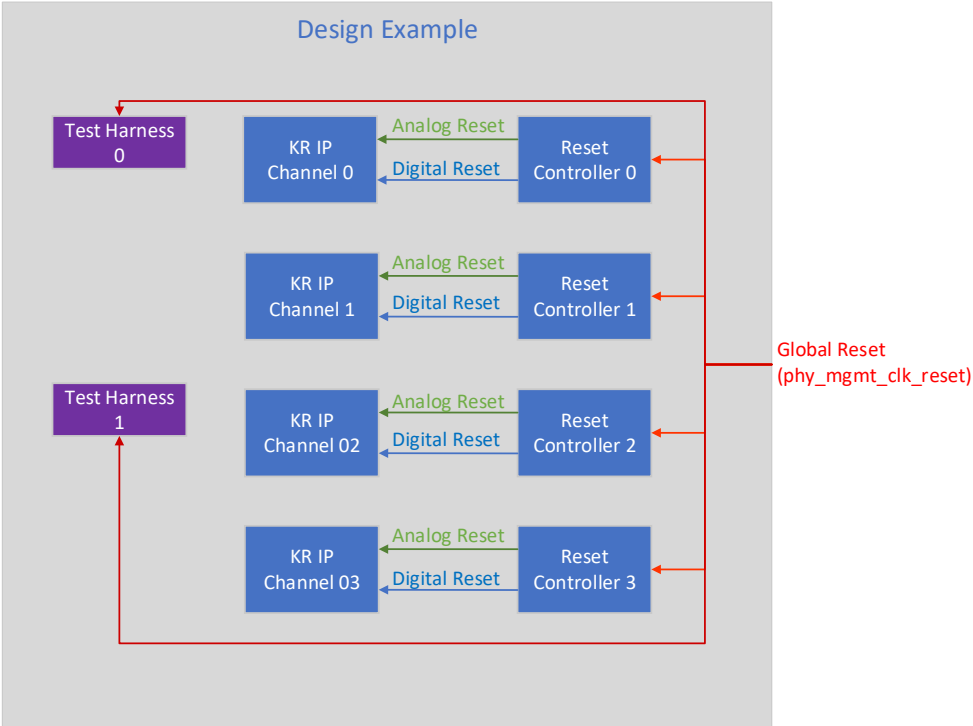 Design Example
Test Harness
0
KR IP
Channel 0
Analog Reset
Digital Reset
Reset
Controller 0
KR IP
Channel 1
Analog Reset
Digital Reset
Reset
Controller 1
Global Reset
(phy_mgmt_clk_reset)
Test Harness
1
KR IP
Channel 02
Analog Reset
Digital Reset
Reset
Controller 2
KR IP
Channel 03
Analog Reset
Digital Reset
Reset
Controller 3